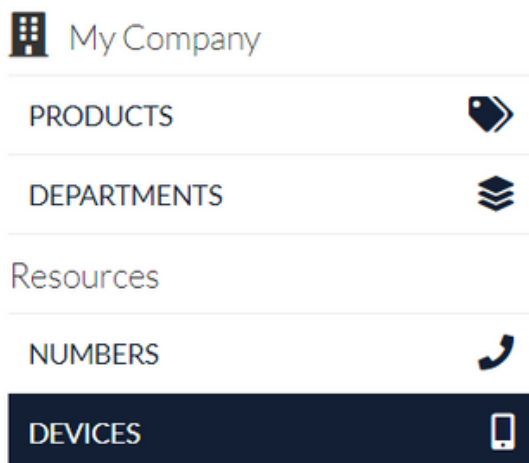 My Company
PRODUCTS
DEPARTMENTS
Resources
NUMBERS
DEVICES